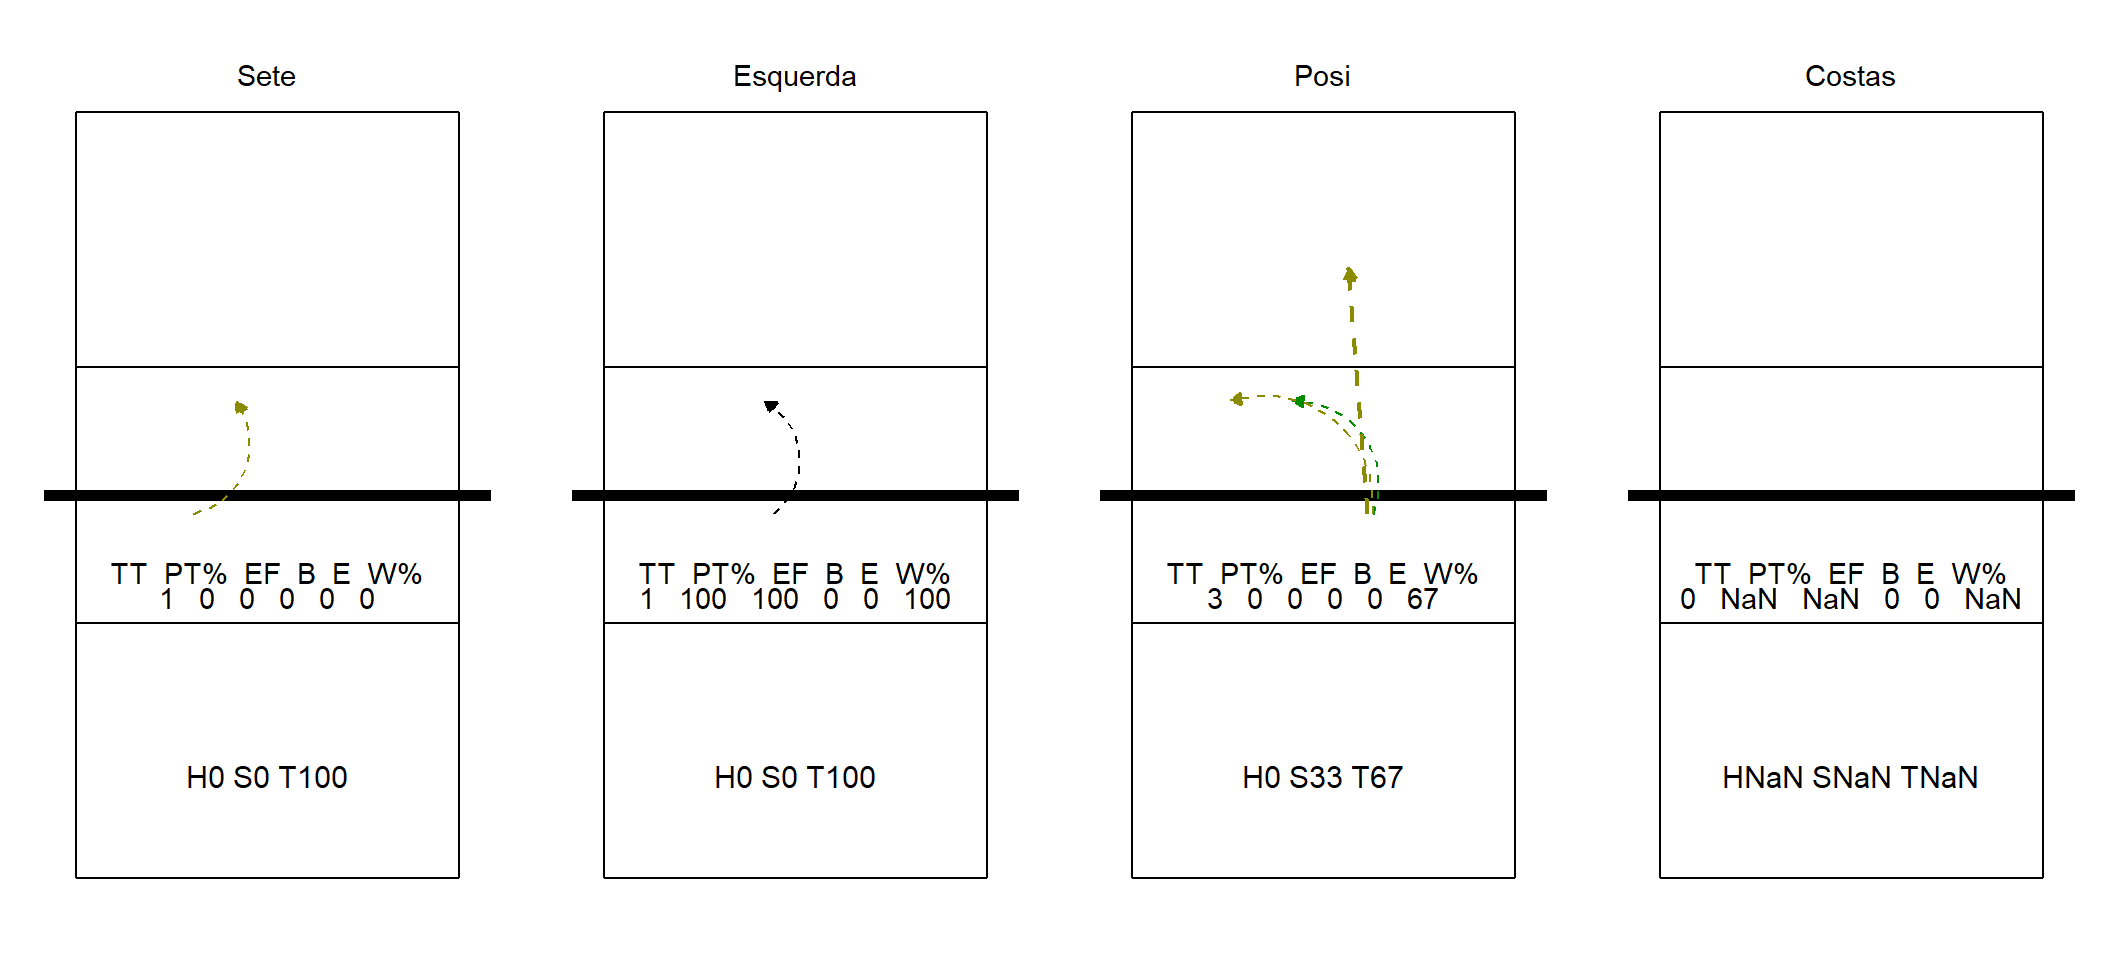 Sete
TT PT% EF B E W%
1 0 0 0 0 0
H0 S0 T100
Esquerda
TT PT% EF B E W%
1 100 100 0 0 100
H0 S0 T100
Posi
TT PT% EF B E W%
3 0 0 0 0 67
H0 S33 T67
Costas
TT PT% EF B E W%
0 NaN NaN 0 0 NaN
HNaN SNaN TNaN